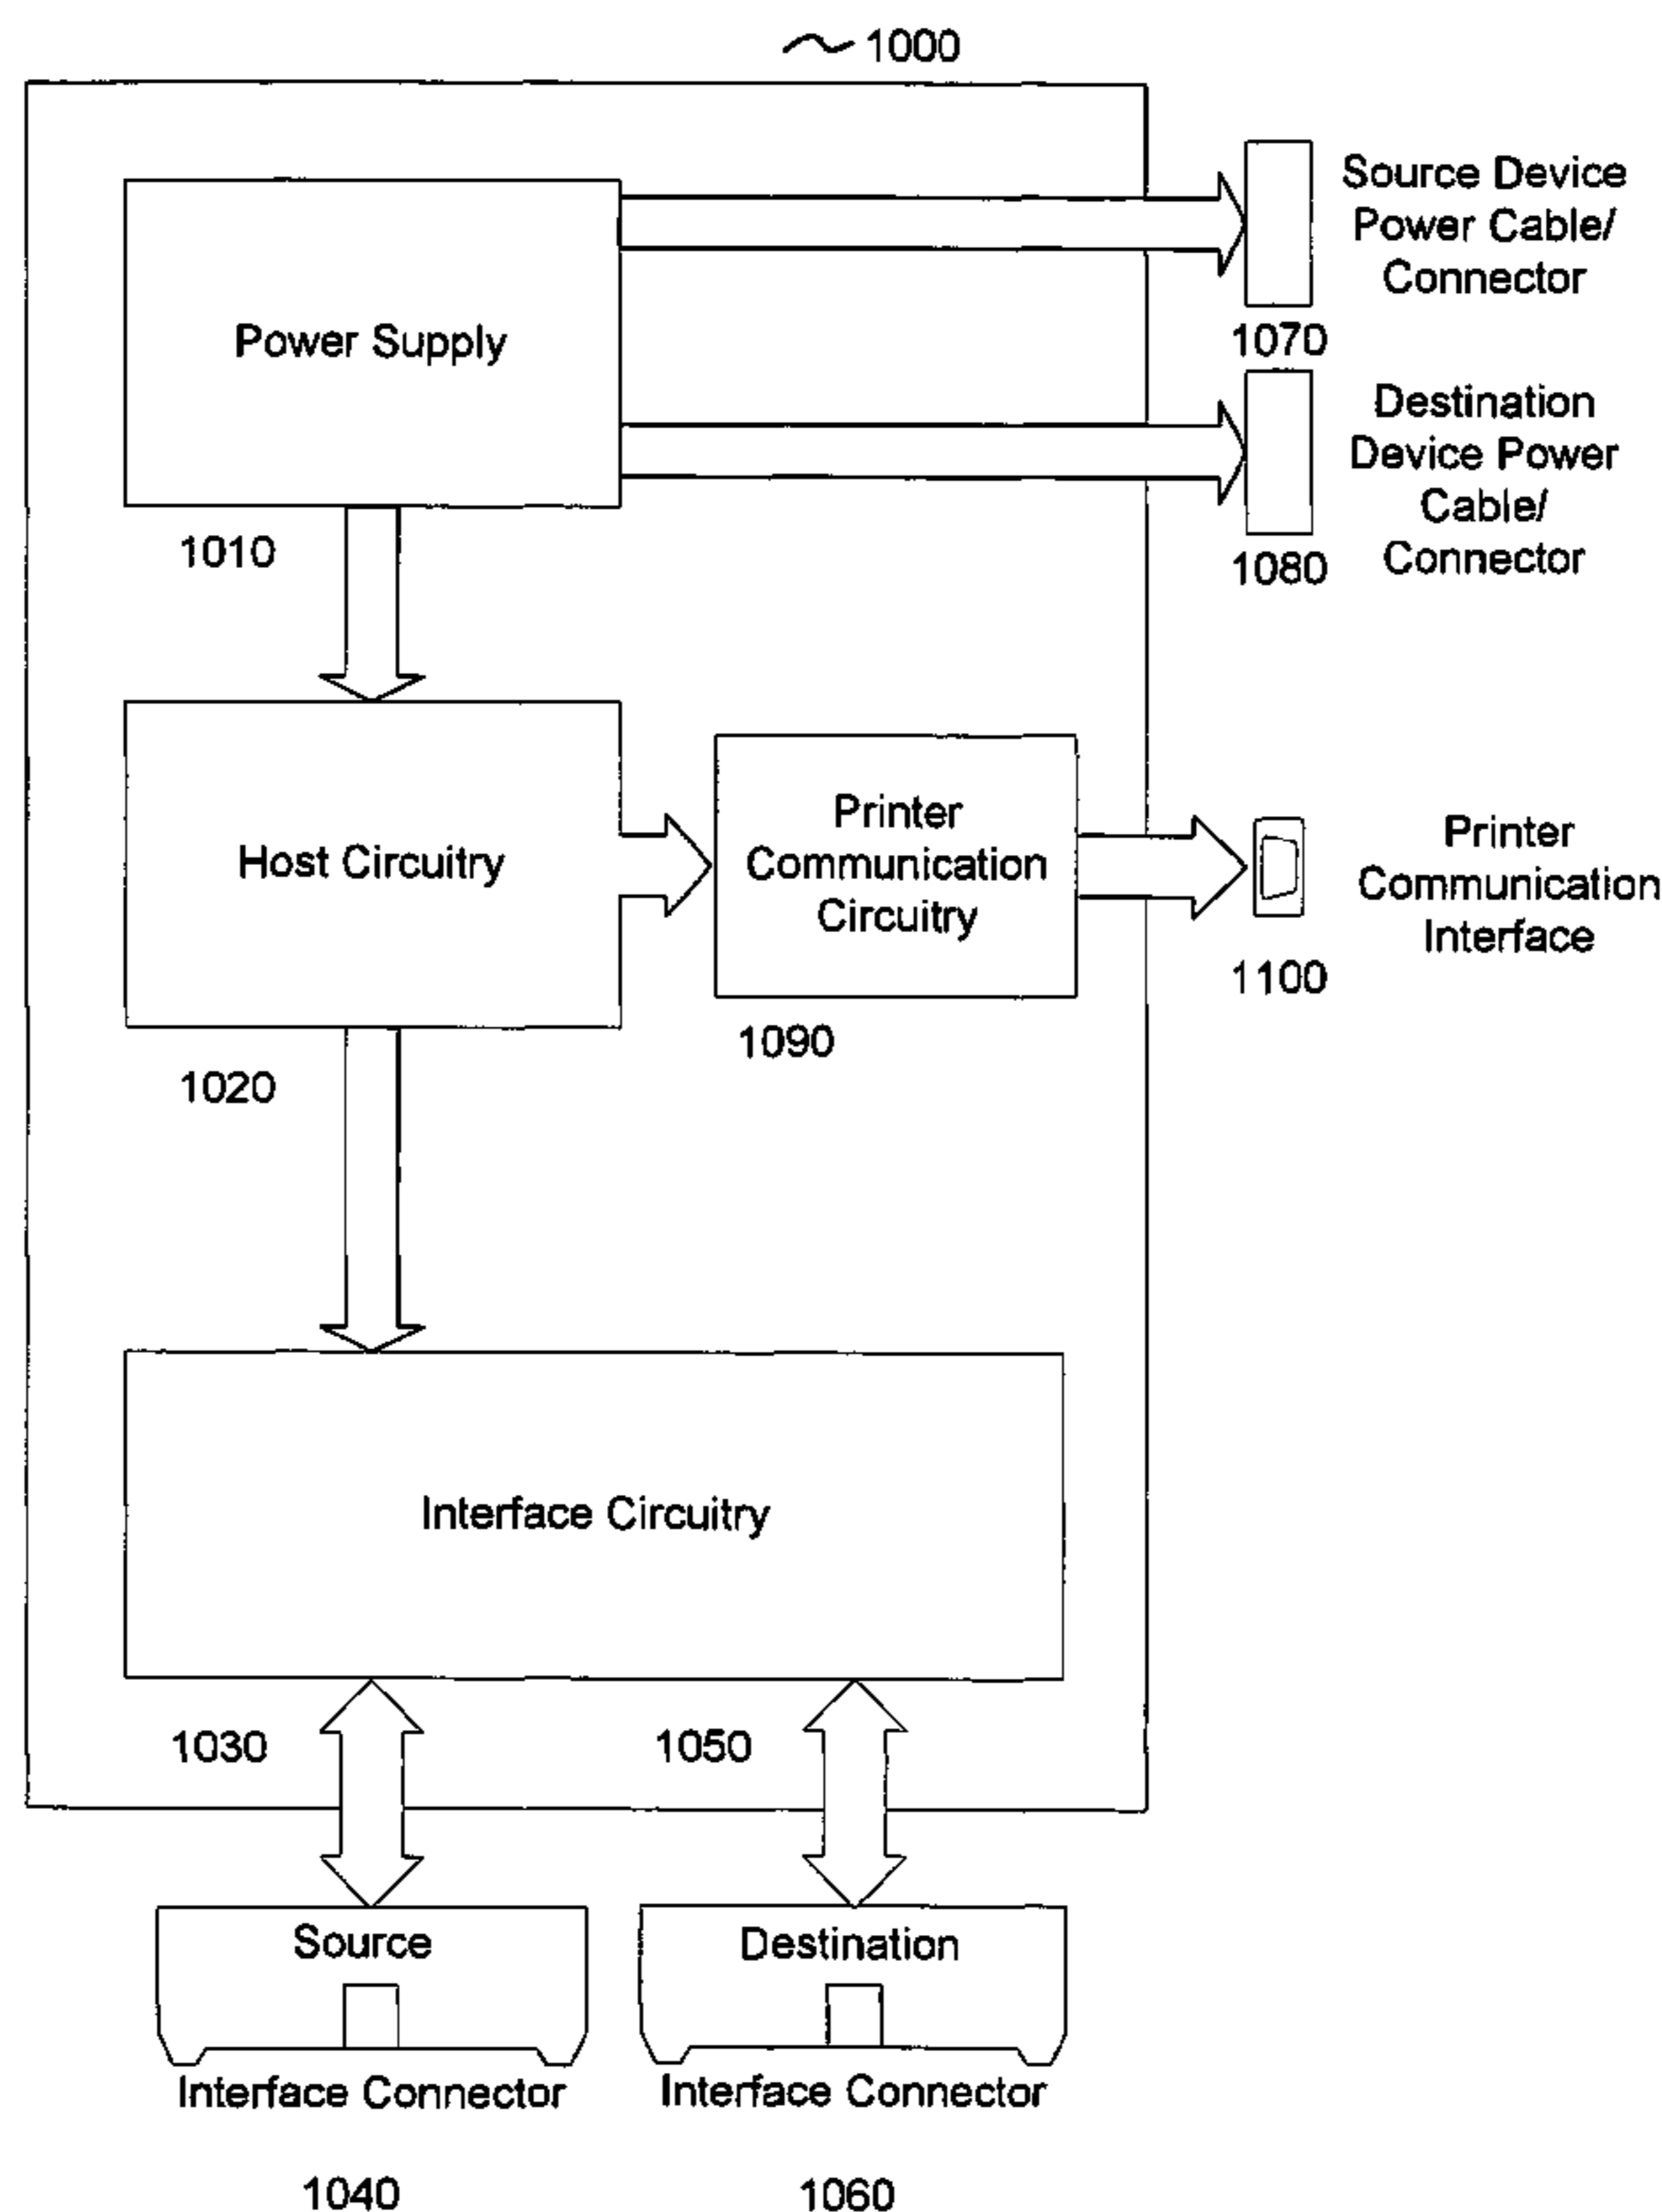 1000
Source Device
Power Cable/
Connector
1070
Power Supply
Destination
Device Power
Cable/
Connector
1080
1010
Host Circuitry
Printer
Communication
Circuitry
Printer
Communication
Interface
1100
1090
1020
Interface Circuitry
1030
1050
Source
Destination
Interface Connector
Interface Connector
1040
1060